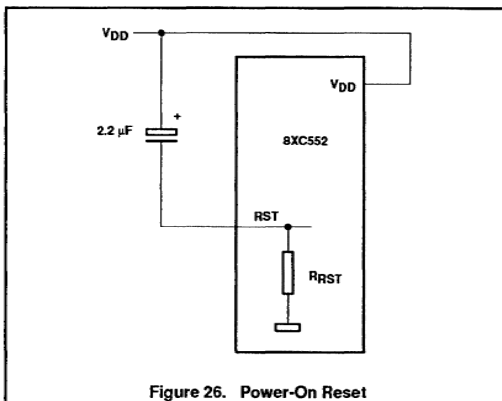 VDD
VDD
2.2 µF
+
8XC552
RST
RRST
Figure 26. Power-On Reset